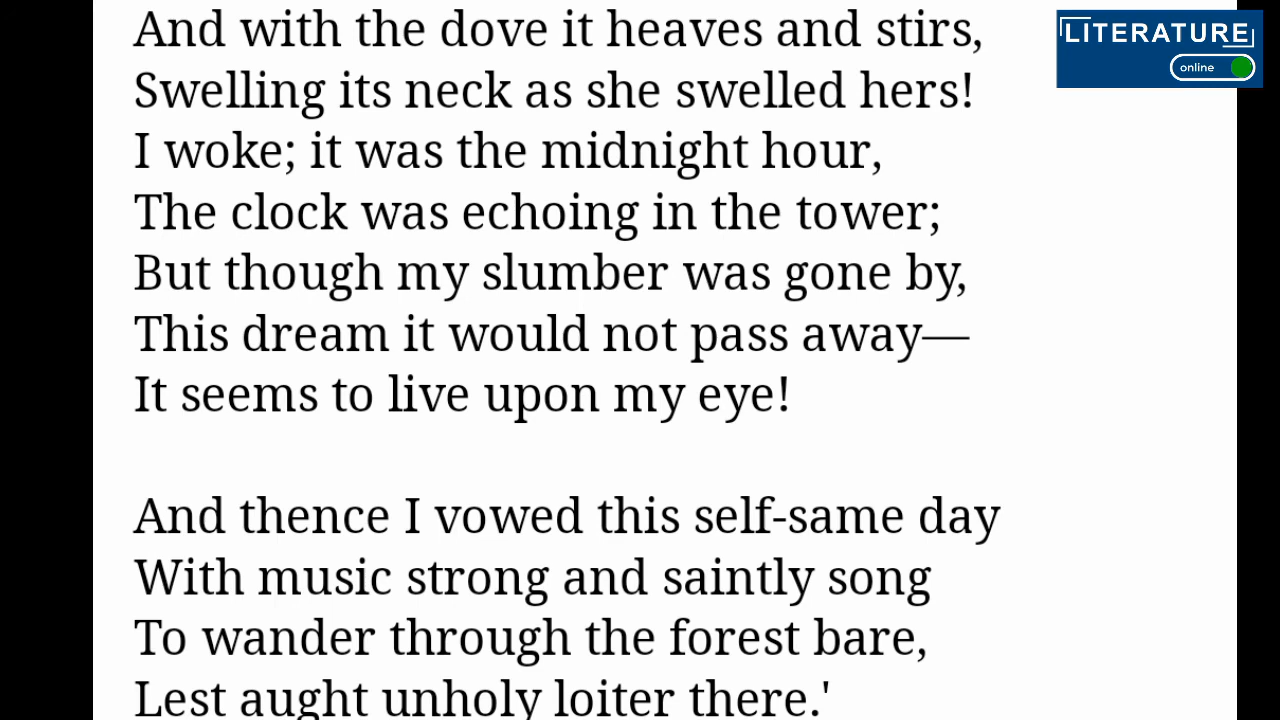 And with the dove it heaves and stirs,
Swelling its neck as she swelled hers!
I woke; it was the midnight hour,
The clock was echoing in the tower;
But though my slumber was gone by,
This dream it would not pass away—
It seems to live upon my eye!
And thence I vowed this self-same day
With music strong and saintly song
To wander through the forest bare,
Lest aught unholy loiter there.'
LITERATURE
online